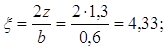 ξ = 2z/b = 2·1,3/0,6 = 4,33;